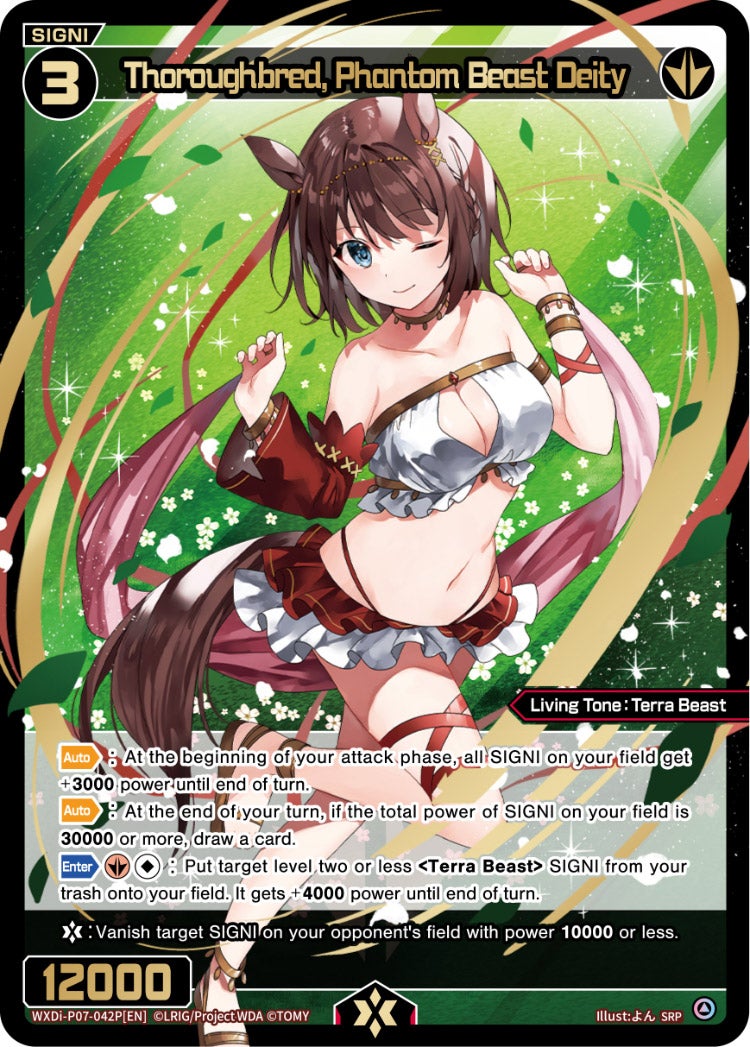 SIGNI
3
Thoroughbred, Phantom Beast Deity
Living Tone:Terra Beast
Auto : At the beginning of your attack phase, all SIGNI on your field get
+3000 power until end of turn.
Auto : At the end of your turn, if the total power of SIGNI on your field is
30000 or more, draw a card.
Enter : Put target level two or less <Terra Beast> SIGNI from your
trash onto your field. It gets +4000 power until end of turn.
:Vanish target SIGNI on your opponent's field with power 10000 or less.
12000
WXDi-P07-042P[EN] ©LRIG/Project WDA ©TOMY
Illust:よん SRP